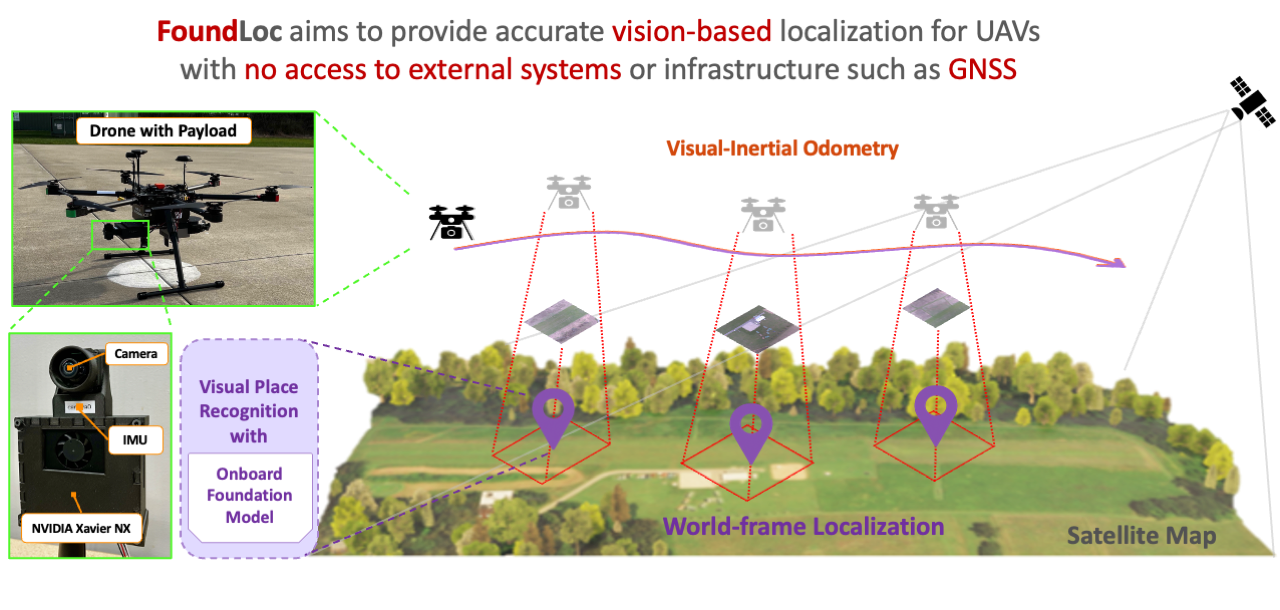 FoundLoc aims to provide accurate vision-based localization for UAVs
with no access to external systems or infrastructure such as GNSS
Drone with Payload
Visual-Inertial Odometry
Camera
IMU
NVIDIA Xavier NX
Visual Place
Recognition
with
Onboard
Foundation
Model
World-frame Localization
Satellite Map